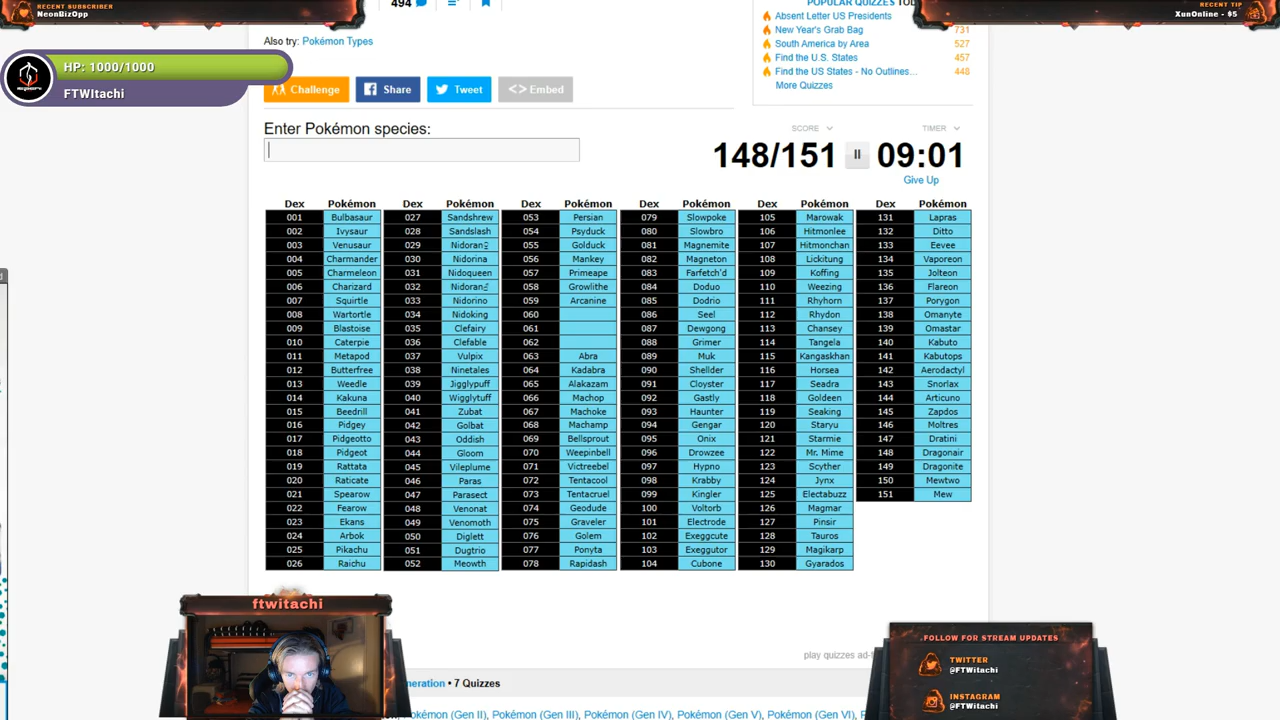 RECENT SUBSCRIBER
NeonBizOpp
494
POPULAR QUIZZES TO
RECENT TIP
XunOnline - $5
Absent Letter US Presidents
New Year's Grab Bag 731
South America by Area 527
Find the U.S. States 457
Find the US States - No Outlines... 448
More Quizzes
Also try: Pokémon Types
HP: 1000/1000
FTWItachi
Challenge Share Tweet <> Embed
Enter Pokémon species:
SCORE TIMER
148/151 09:01
Give Up
Dex Pokémon Dex Pokémon Dex Pokémon Dex Pokémon Dex Pokémon Dex Pokémon
001 Bulbasaur 027 Sandshrew 053 Persian 079 Slowpoke 105 Marowak 131 Lapras
002 Ivysaur 028 Sandslash 054 Psyduck 080 Slowbro 106 Hitmonlee 132 Ditto
003 Venusaur 029 Nidoran♀ 055 Golduck 081 Magnemite 107 Hitmonchan 133 Eevee
004 Charmander 030 Nidorina 056 Mankey 082 Magneton 108 Lickitung 134 Vaporeon
005 Charmeleon 031 Nidoqueen 057 Primeape 083 Farfetch'd 109 Koffing 135 Jolteon
006 Charizard 032 Nidoran♂ 058 Growlithe 084 Doduo 110 Weezing 136 Flareon
007 Squirtle 033 Nidorino 059 Arcanine 085 Dodrio 111 Rhyhorn 137 Porygon
008 Wartortle 034 Nidoking 060 086 Seel 112 Rhydon 138 Omanyte
009 Blastoise 035 Clefairy 061 087 Dewgong 113 Chansey 139 Omastar
010 Caterpie 036 Clefable 062 088 Grimer 114 Tangela 140 Kabuto
011 Metapod 037 Vulpix 063 Abra 089 Muk 115 Kangaskhan 141 Kabutops
012 Butterfree 038 Ninetales 064 Kadabra 090 Shellder 116 Horsea 142 Aerodactyl
013 Weedle 039 Jigglypuff 065 Alakazam 091 Cloyster 117 Seadra 143 Snorlax
014 Kakuna 040 Wigglytuff 066 Machop 092 Gastly 118 Goldeen 144 Articuno
015 Beedrill 041 Zubat 067 Machoke 093 Haunter 119 Seaking 145 Zapdos
016 Pidgey 042 Golbat 068 Machamp 094 Gengar 120 Staryu 146 Moltres
017 Pidgeotto 043 Oddish 069 Bellsprout 095 Onix 121 Starmie 147 Dratini
018 Pidgeot 044 Gloom 070 Weepinbell 096 Drowzee 122 Mr. Mime 148 Dragonair
019 Rattata 045 Vileplume 071 Victreebel 097 Hypno 123 Scyther 149 Dragonite
020 Raticate 046 Paras 072 Tentacool 098 Krabby 124 Jynx 150 Mewtwo
021 Spearow 047 Parasect 073 Tentacruel 099 Kingler 125 Electabuzz 151 Mew
022 Fearow 048 Venonat 074 Geodude 100 Voltorb 126 Magmar
023 Ekans 049 Venomoth 075 Graveler 101 Electrode 127 Pinsir
024 Arbok 050 Diglett 076 Golem 102 Exeggcute 128 Tauros
025 Pikachu 051 Dugtrio 077 Ponyta 103 Exeggutor 129 Magikarp
026 Raichu 052 Meowth 078 Rapidash 104 Cubone 130 Gyarados
ftwitachi
play quizzes ad-f
FOLLOW FOR STREAM UPDATES
TWITTER
@FTWitachi
INSTAGRAM
@FTWitachi
neration • 7 Quizzes
okémon (Gen II), Pokémon (Gen III), Pokémon (Gen IV), Pokémon (Gen V), Pokémon (Gen VI),